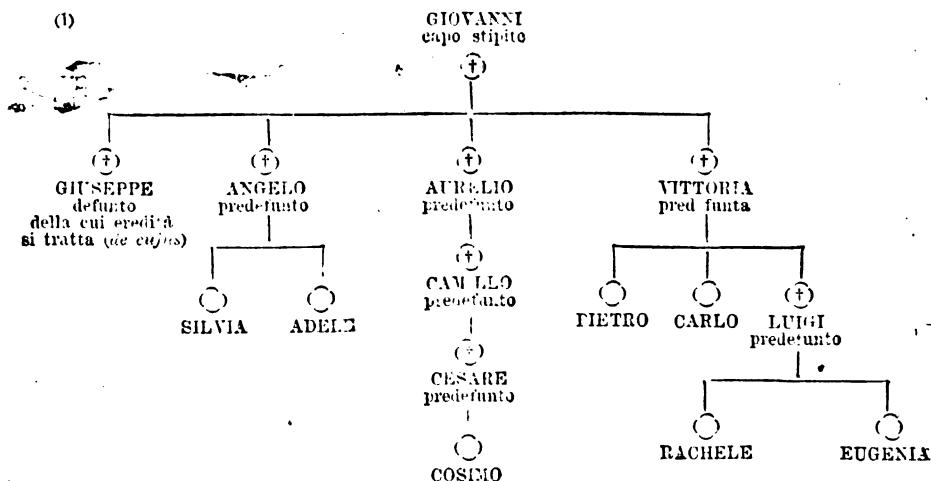 (1)
GIOVANNI
capo stipite
GIUSEPPE
defunto
della cui eredità
si tratta (de cujus)
ANGELO
predefunto
AURELIO
predefunto
VITTORIA
predefunta
SILVIA
ADELE
CAMILLO
predefunto
PIETRO
CARLO
LUIGI
predefunto
CESARE
predefunto
COSIMO
RACHELE
EUGENIA